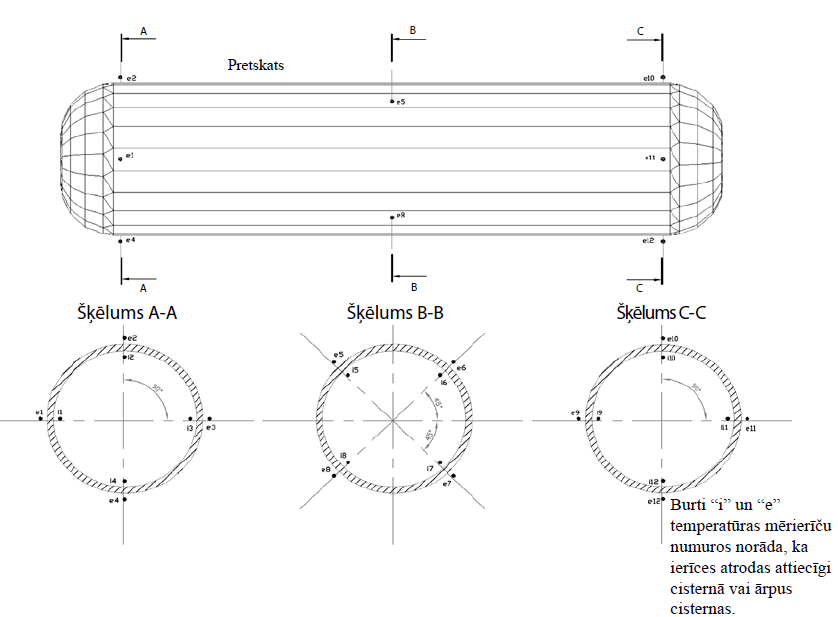 A
B
C
Pretskats
e2
e10
e5
e1
e11
e8
e4
e12
A
B
C
Šķēlums A-A
Šķēlums B-B
Šķēlums C-C
e2
i2
90°
e1
i1
i3
e3
i4
e4
e5
i5
e6
i6
45°
45°
i8
e8
i7
e7
e10
i10
90°
e9
i9
i11
e11
i12
e12
Burti “i” un “e”
temperatūras mērierīču
numuros norāda, ka
ierīces atrodas attiecīgi
cisternā vai ārpus
cisternas.